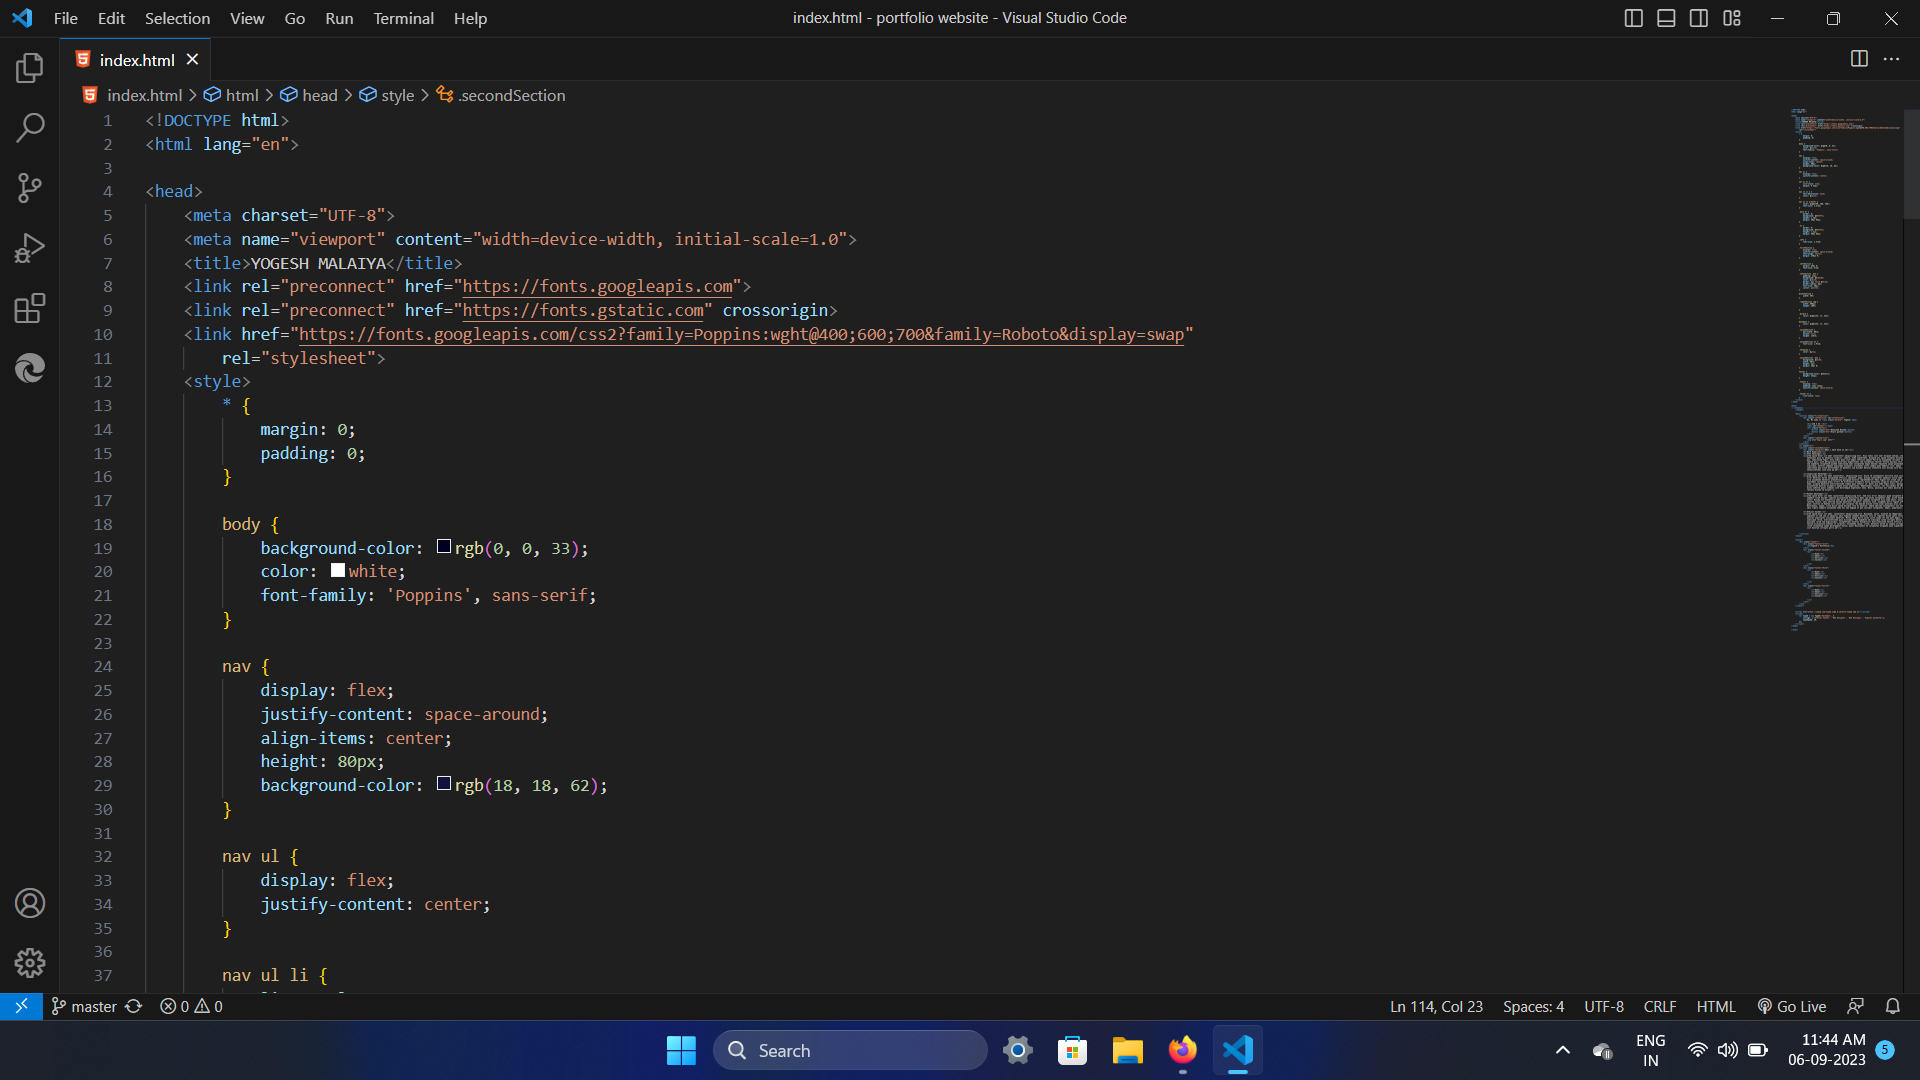 File Edit Selection View Go Run Terminal Help
index.html - portfolio website - Visual Studio Code
index.html
index.html > html > head > style > .secondSection
1 <!DOCTYPE html>
2 <html lang="en">
3
4 <head>
5 <meta charset="UTF-8">
6 <meta name="viewport" content="width=device-width, initial-scale=1.0">
7 <title>YOGESH MALAIYA</title>
8 <link rel="preconnect" href="https://fonts.googleapis.com">
9 <link rel="preconnect" href="https://fonts.gstatic.com" crossorigin>
10 <link href="https://fonts.googleapis.com/css2?family=Poppins:wght@400;600;700&family=Roboto&display=swap"
11 rel="stylesheet">
12 <style>
13 * {
14 margin: 0;
15 padding: 0;
16 }
17
18 body {
19 background-color: rgb(0, 0, 33);
20 color: white;
21 font-family: 'Poppins', sans-serif;
22 }
23
24 nav {
25 display: flex;
26 justify-content: space-around;
27 align-items: center;
28 height: 80px;
29 background-color: rgb(18, 18, 62);
30 }
31
32 nav ul {
33 display: flex;
34 justify-content: center;
35 }
36
37 nav ul li {
master 0 0
Ln 114, Col 23 Spaces: 4 UTF-8 CRLF HTML Go Live
Search
ENG
IN
11:44 AM
06-09-2023
5